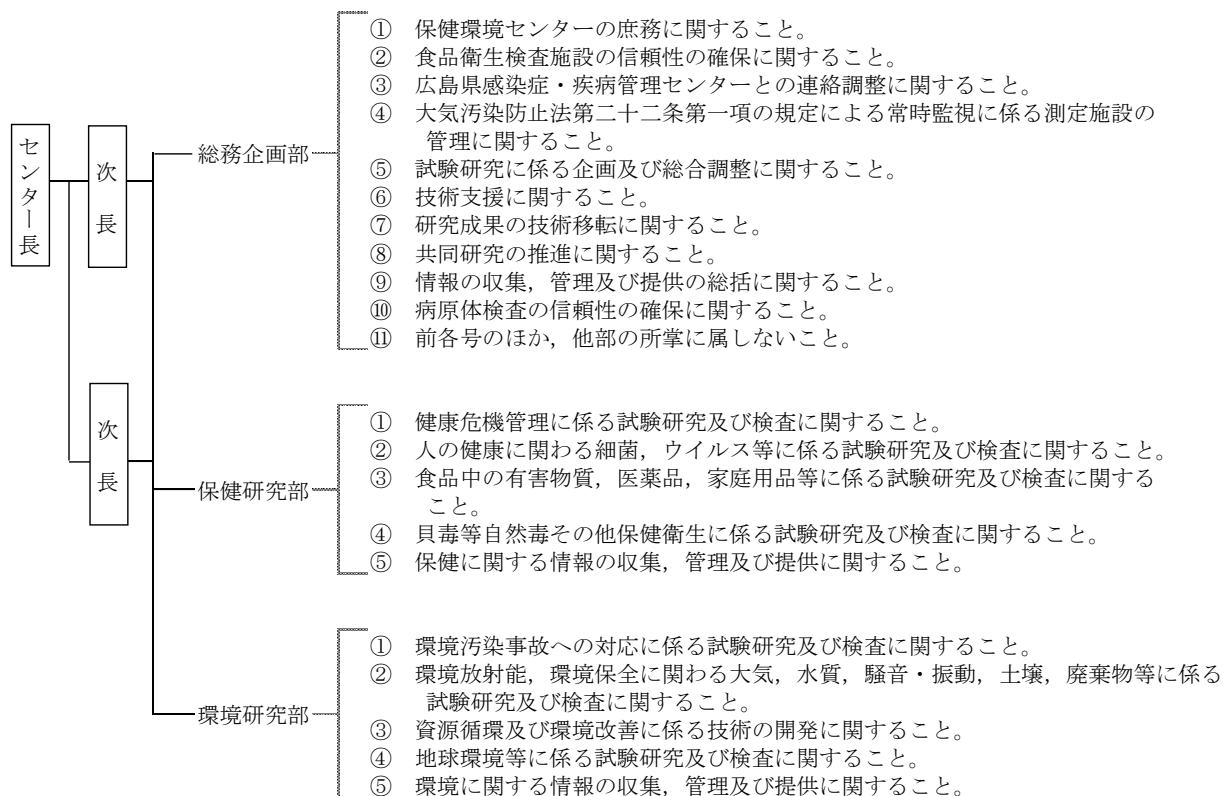 センター長
次長
次長
総務企画部
① 保健環境センターの庶務に関すること。
② 食品衛生検査施設の信頼性の確保に関すること。
③ 広島県感染症・疾病管理センターとの連絡調整に関すること。
④ 大気汚染防止法第二十二条第一項の規定による常時監視に係る測定施設の
管理に関すること。
⑤ 試験研究に係る企画及び総合調整に関すること。
⑥ 技術支援に関すること。
⑦ 研究成果の技術移転に関すること。
⑧ 共同研究の推進に関すること。
⑨ 情報の収集，管理及び提供の総括に関すること。
⑩ 病原体検査の信頼性の確保に関すること。
⑪ 前各号のほか，他部の所掌に属しないこと。
保健研究部
① 健康危機管理に係る試験研究及び検査に関すること。
② 人の健康に関わる細菌，ウイルス等に係る試験研究及び検査に関すること。
③ 食品中の有害物質，医薬品，家庭用品等に係る試験研究及び検査に関する
こと。
④ 貝毒等自然毒その他保健衛生に係る試験研究及び検査に関すること。
⑤ 保健に関する情報の収集，管理及び提供に関すること。
環境研究部
① 環境汚染事故への対応に係る試験研究及び検査に関すること。
② 環境放射能，環境保全に関わる大気，水質，騒音・振動，土壌，廃棄物等に係る
試験研究及び検査に関すること。
③ 資源循環及び環境改善に係る技術の開発に関すること。
④ 地球環境等に係る試験研究及び検査に関すること。
⑤ 環境に関する情報の収集，管理及び提供に関すること。